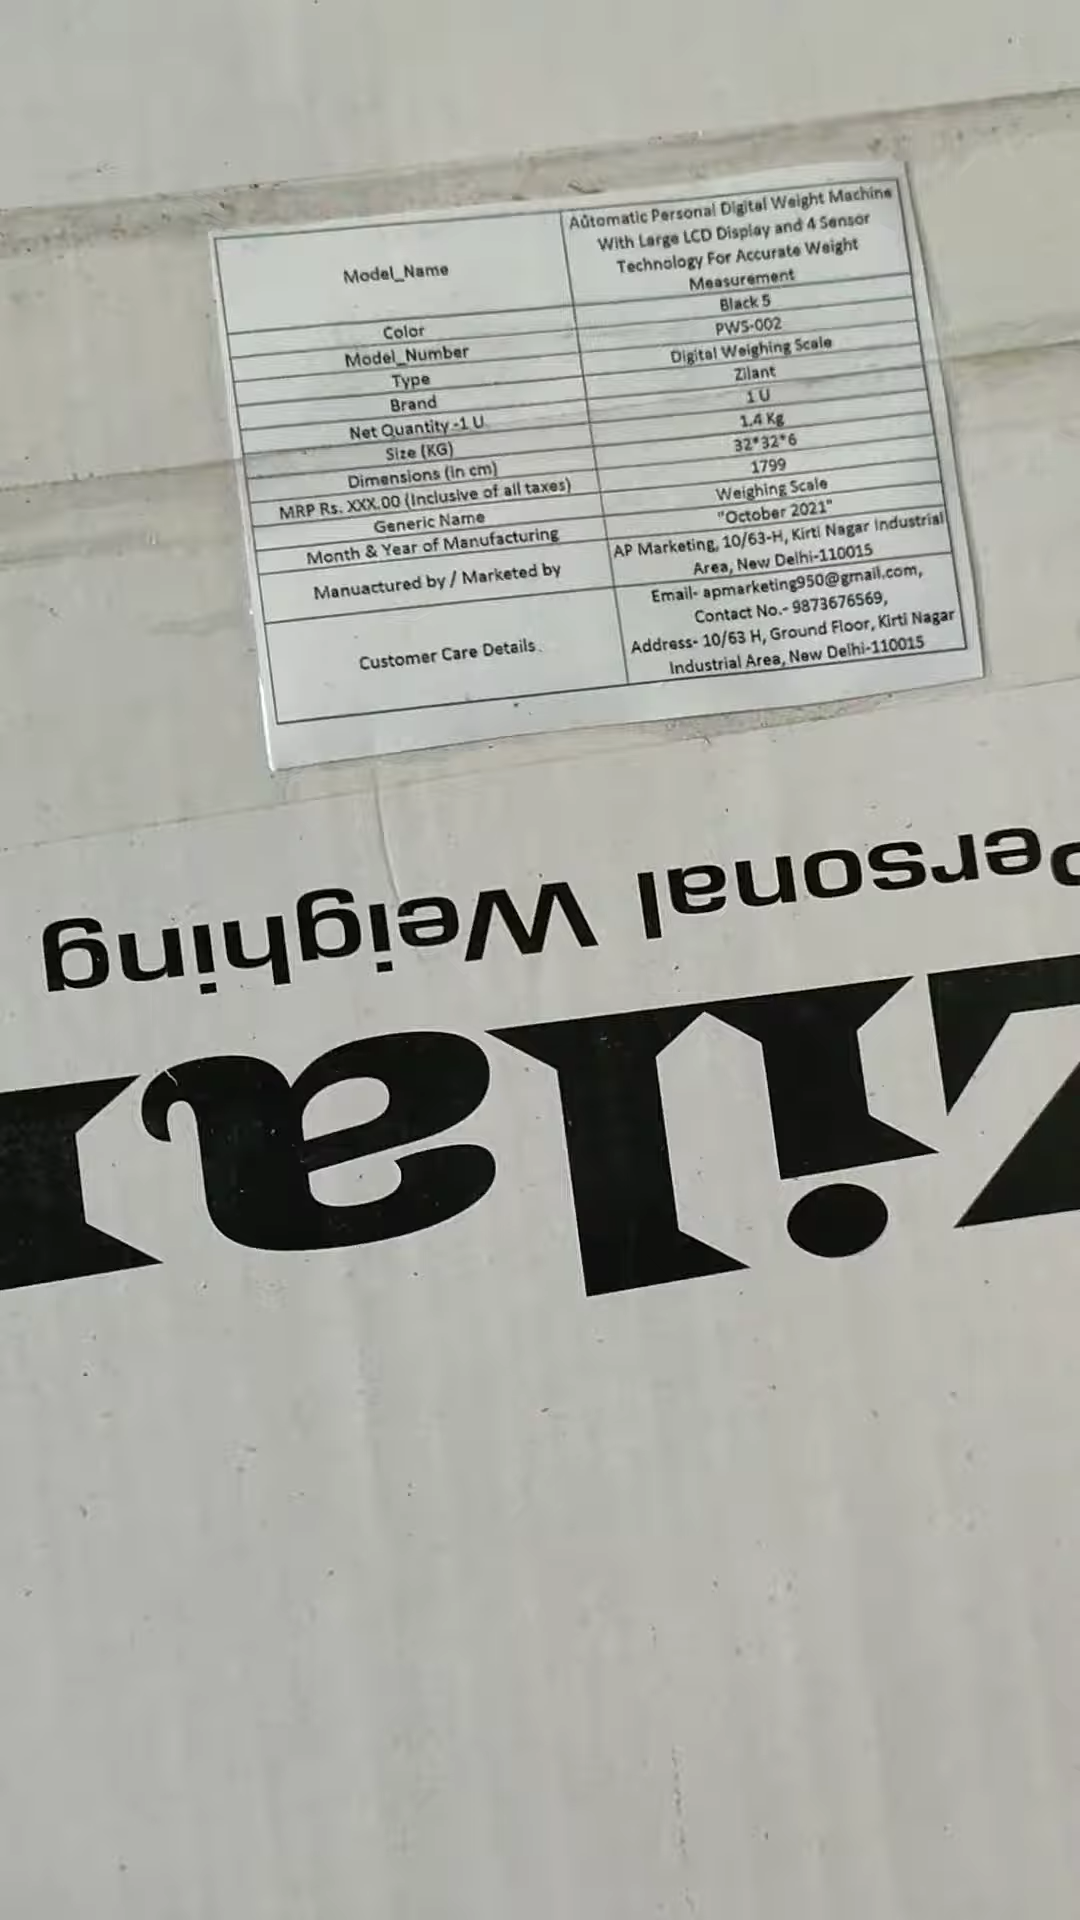 Model_Name
Automatic Personal Digital Weight Machine
With Large LCD Display and 4 Sensor
Technology For Accurate Weight
Measurement
Color
Black 5
Model_Number
PWS-002
Type
Digital Weighing Scale
Brand
Zilant
Net Quantity -1 U
1 U
Size (KG)
1.4 Kg
Dimensions (in cm)
32*32*6
MRP Rs. XXX.00 (Inclusive of all taxes)
1799
Generic Name
Weighing Scale
Month & Year of Manufacturing
"October 2021"
Manuactured by / Marketed by
AP Marketing, 10/63-H, Kirti Nagar Industrial
Area, New Delhi-110015
Customer Care Details
Email- apmarketing950@gmail.com,
Contact No.- 9873676569,
Address- 10/63 H, Ground Floor, Kirti Nagar
Industrial Area, New Delhi-110015
Zila
Personal Weighing